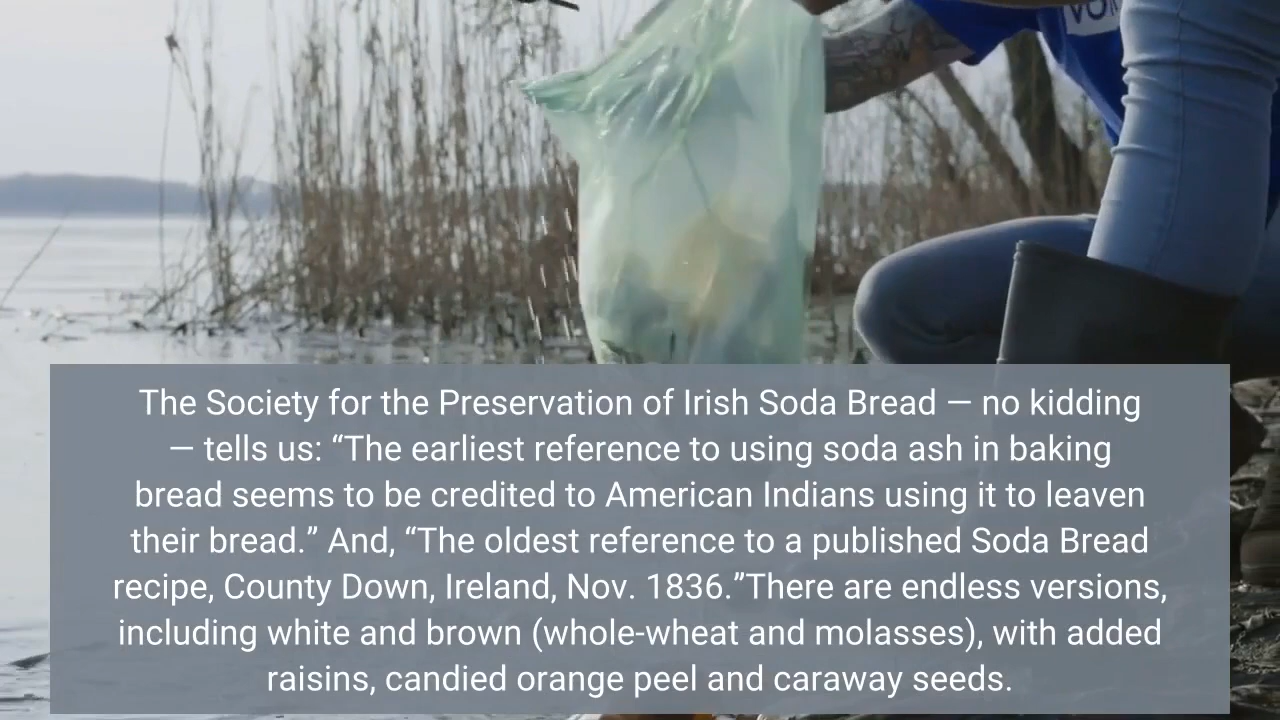 The Society for the Preservation of Irish Soda Bread — no kidding
— tells us: “The earliest reference to using soda ash in baking
bread seems to be credited to American Indians using it to leaven
their bread.” And, “The oldest reference to a published Soda Bread
recipe, County Down, Ireland, Nov. 1836.”There are endless versions,
including white and brown (whole-wheat and molasses), with added
raisins, candied orange peel and caraway seeds.